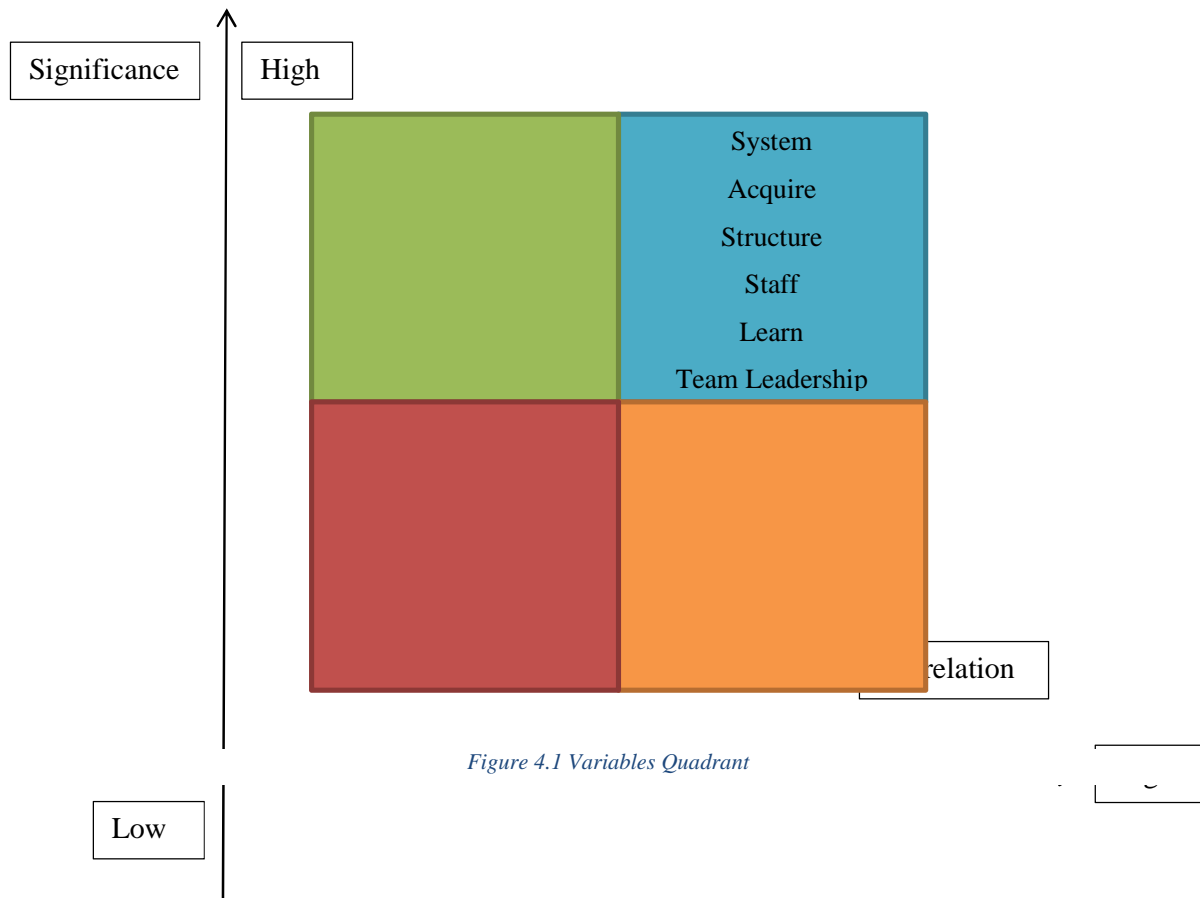 Significance
High
System
Acquire
Structure
Staff
Learn
Team Leadership
relation
Figure 4.1 Variables Quadrant
Low